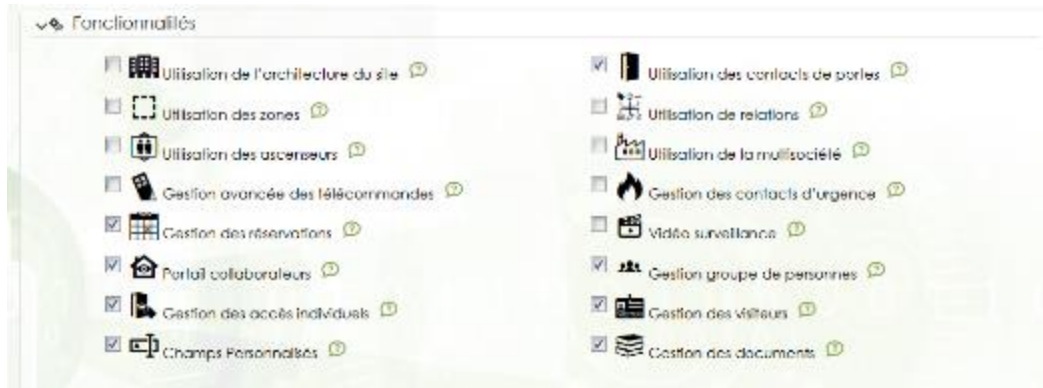 Fonctionnalités
Utilisation de l'architecture du site
Utilisation des contacts de portes
Utilisation des zones
Utilisation de relations
Utilisation des ascenseurs
Utilisation de la multisociété
Gestion avancée des télécommandes
Gestion des contacts d'urgence
Gestion des réservations
Vidéo surveillance
Portail collaborateurs
Gestion groupe de personnes
Gestion des accès individuels
Gestion des visiteurs
Champs Personnalisés
Gestion des documents